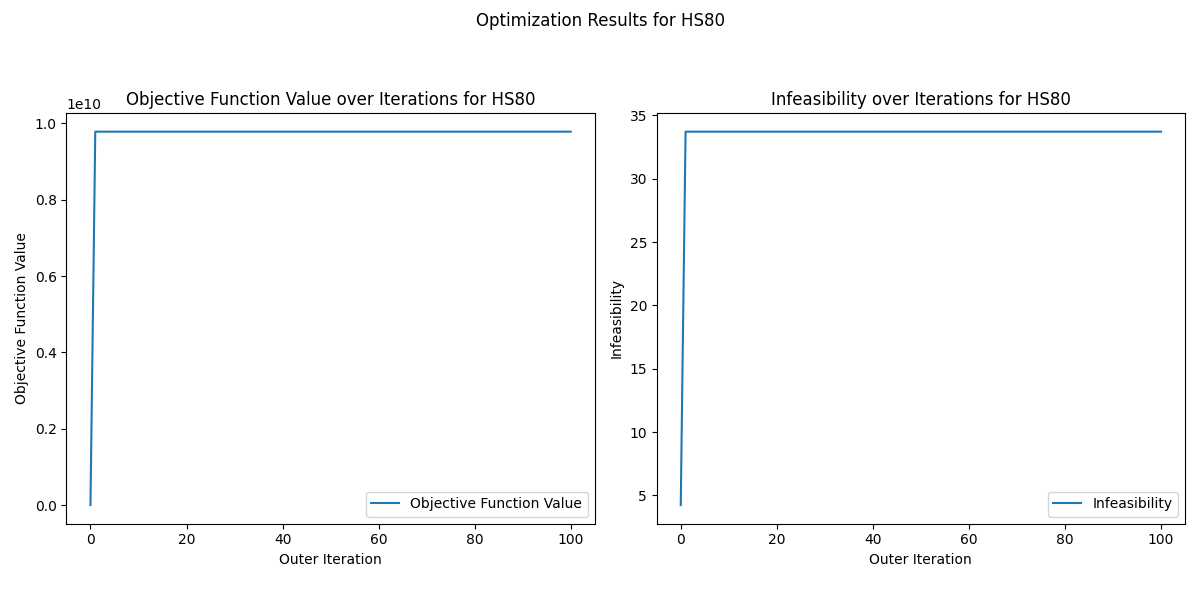 Optimization Results for HS80
Objective Function Value over Iterations for HS80
1e10
1.0
0.8
0.6
0.4
0.2
0.0
Objective Function Value
0 20 40 60 80 100
Outer Iteration
Objective Function Value
Infeasibility over Iterations for HS80
35
30
25
20
15
10
5
Infeasibility
0 20 40 60 80 100
Outer Iteration
Infeasibility